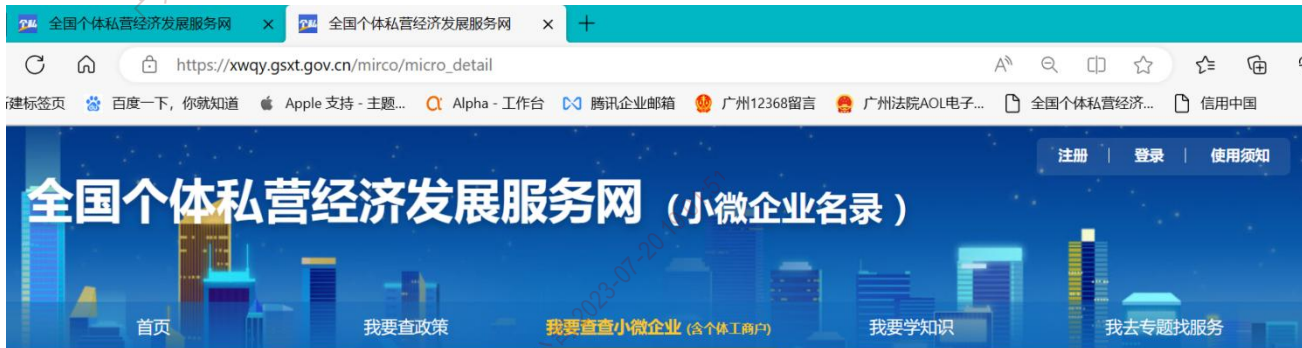 全国个体私营经济发展服务网 × 全国个体私营经济发展服务网 × +
https://xwqy.gsxt.gov.cn/mirco/micro_detail
建标签页 百度一下，你就知道 Apple 支持 - 主题... Alpha - 工作台 腾讯企业邮箱 广州12368留言 广州法院AOL电子... 全国个体私营经济... 信用中国
注册 | 登录 | 使用须知
全国个体私营经济发展服务网（小微企业名录）
首页 我要查政策 我要查查小微企业 (含个体工商户) 我要学知识 我去专题找服务